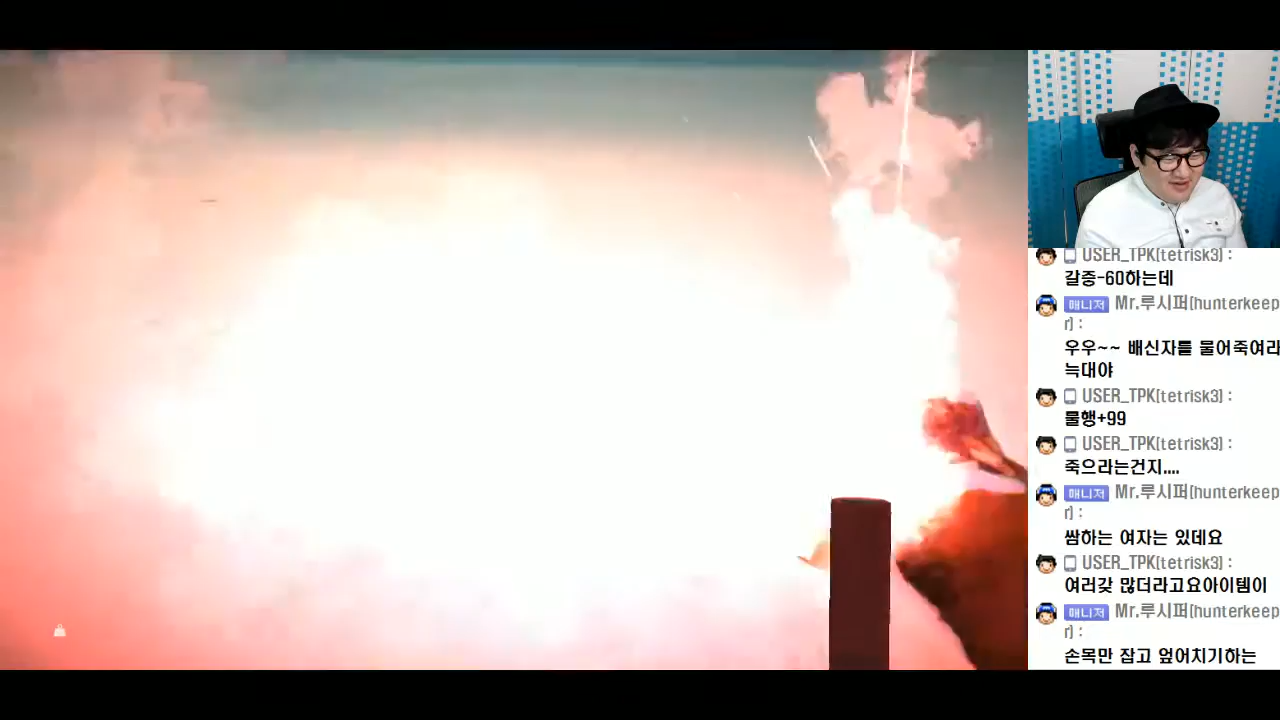 USER_TPK(tetrisk3) :
갈증-60하는데
매니저 Mr.루시퍼(hunterkeep
r) :
우우~~ 배신자를 물어죽여라
늑대야
USER_TPK(tetrisk3) :
물행+99
USER_TPK(tetrisk3) :
죽으라는건지....
매니저 Mr.루시퍼(hunterkeep
r) :
쌈하는 여자는 있데요
USER_TPK(tetrisk3) :
여러갖 많더라고요아이템이
매니저 Mr.루시퍼(hunterkeep
r) :
손목만 잡고 엎어치기하는